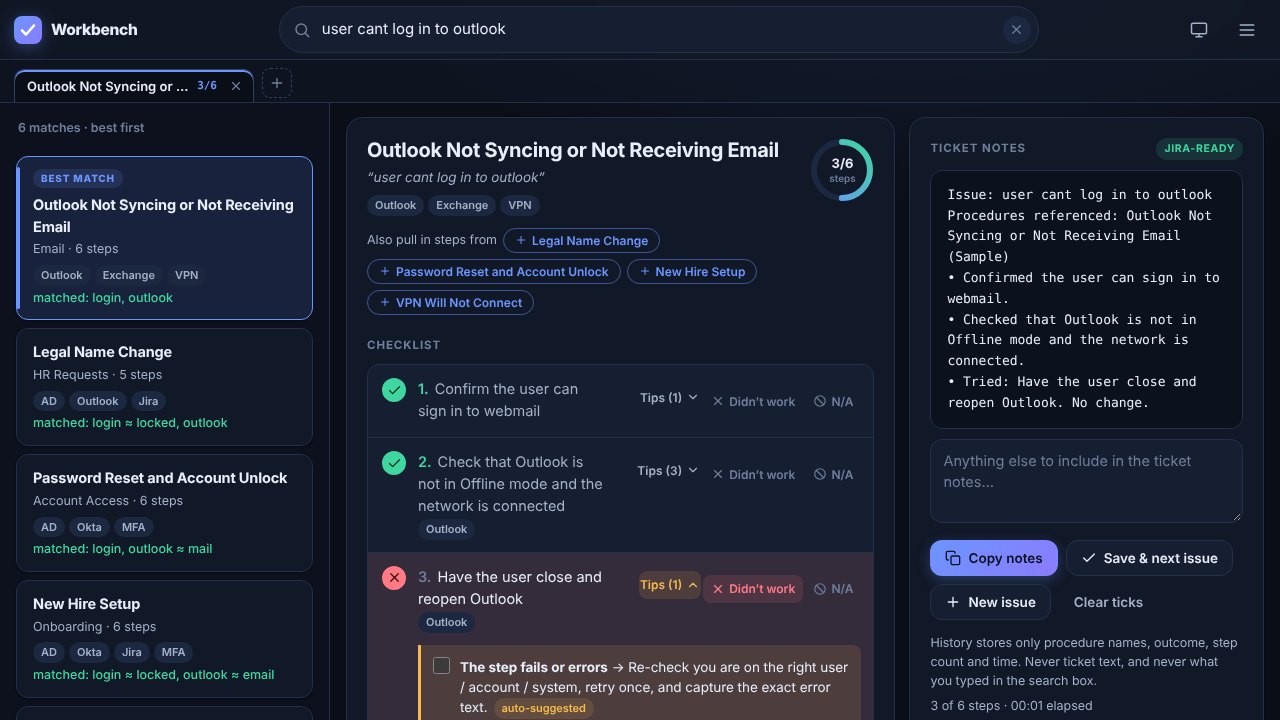 Workbench
user cant log in to outlook
Outlook Not Syncing or ... 3/6
6 matches · best first
BEST MATCH
Outlook Not Syncing or Not Receiving
Email
Email · 6 steps
Outlook Exchange VPN
matched: login, outlook
Legal Name Change
HR Requests · 5 steps
AD Outlook Jira
matched: login ≈ locked, outlook
Password Reset and Account Unlock
Account Access · 6 steps
AD Okta MFA
matched: login, outlook ≈ mail
New Hire Setup
Onboarding · 6 steps
AD Okta Jira MFA
matched: login ≈ locked, outlook ≈ email
Outlook Not Syncing or Not Receiving Email
“user cant log in to outlook”
Outlook Exchange VPN
3/6
steps
Also pull in steps from + Legal Name Change
+ Password Reset and Account Unlock + New Hire Setup
+ VPN Will Not Connect
CHECKLIST
1. Confirm the user can
sign in to webmail
Tips (1) Didn’t work N/A
2. Check that Outlook is
not in Offline mode and the
network is connected
Outlook
Tips (3) Didn’t work N/A
3. Have the user close and
reopen Outlook
Outlook
Tips (1) Didn’t work N/A
The step fails or errors → Re-check you are on the right user
/ account / system, retry once, and capture the exact error
text. auto-suggested
TICKET NOTES JIRA-READY
Issue: user cant log in to outlook
Procedures referenced: Outlook Not
Syncing or Not Receiving Email
(Sample)
• Confirmed the user can sign in to
webmail.
• Checked that Outlook is not in
Offline mode and the network is
connected.
• Tried: Have the user close and
reopen Outlook. No change.
Anything else to include in the ticket
notes...
Copy notes Save & next issue
+ New issue Clear ticks
History stores only procedure names, outcome, step
count and time. Never ticket text, and never what
you typed in the search box.
3 of 6 steps · 00:01 elapsed